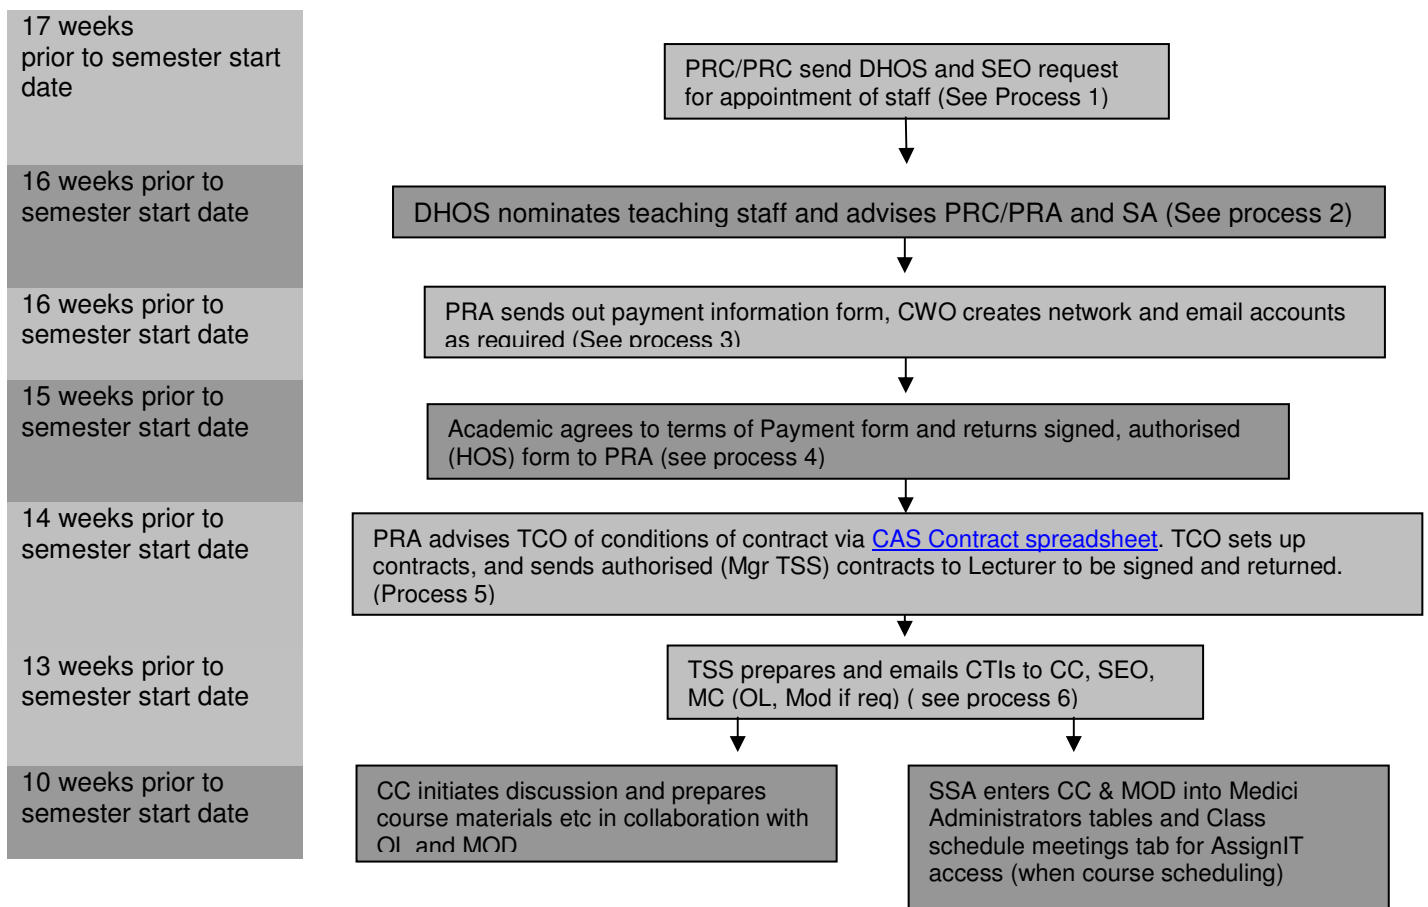 17 weeks
prior to semester start
date
PRC/PRC send DHOS and SEO request
for appointment of staff (See Process 1)
16 weeks prior to
semester start date
DHOS nominates teaching staff and advises PRC/PRA and SA (See process 2)
16 weeks prior to
semester start date
PRA sends out payment information form, CWO creates network and email accounts
as required (See process 3)
15 weeks prior to
semester start date
Academic agrees to terms of Payment form and returns signed, authorised
(HOS) form to PRA (see process 4)
14 weeks prior to
semester start date
PRA advises TCO of conditions of contract via CAS Contract spreadsheet. TCO sets up
contracts, and sends authorised (Mgr TSS) contracts to Lecturer to be signed and returned.
(Process 5)
13 weeks prior to
semester start date
TSS prepares and emails CTIs to CC, SEO,
MC (OL, Mod if req) ( see process 6)
10 weeks prior to
semester start date
CC initiates discussion and prepares
course materials etc in collaboration with
OL and MOD
SSA enters CC & MOD into Medici
Administrators tables and Class
schedule meetings tab for AssignIT
access (when course scheduling)